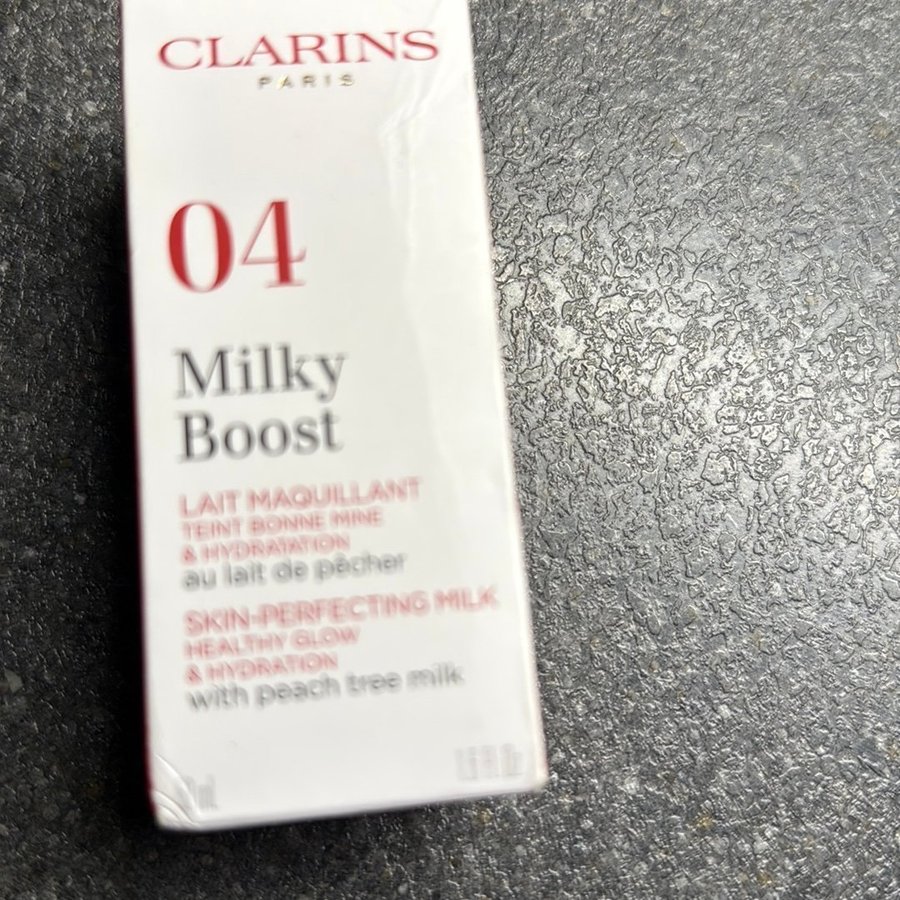 CLARINS
PARIS
04
Milky
Boost
LAIT MAQUILLANT
TEINT BONNE MINE
& HYDRATATION
au lait de pêcher
SKIN-PERFECTING MILK
HEALTHY GLOW
& HYDRATION
with peach tree milk